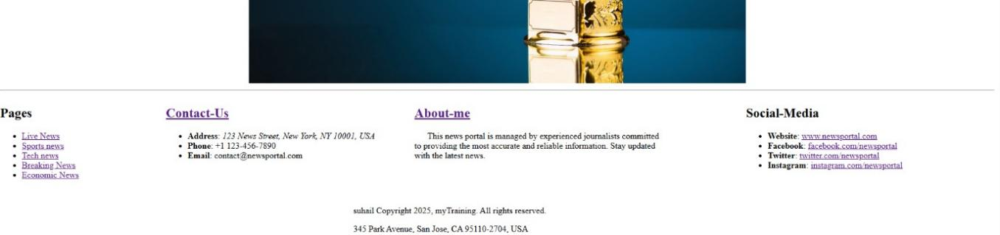 Pages
Live News
Sports news
Tech news
Breaking News
Economic News
Contact-Us
Address: 123 News Street, New York, NY 10001, USA
Phone: +1 123-456-7890
Email: contact@newsportal.com
About-me
This news portal is managed by experienced journalists committed
to providing the most accurate and reliable information. Stay updated
with the latest news.
Social-Media
Website: www.newsportal.com
Facebook: facebook.com/newsportal
Twitter: twitter.com/newsportal
Instagram: instagram.com/newsportal
suhail Copyright 2025, myTraining. All rights reserved.
345 Park Avenue, San Jose, CA 95110-2704, USA